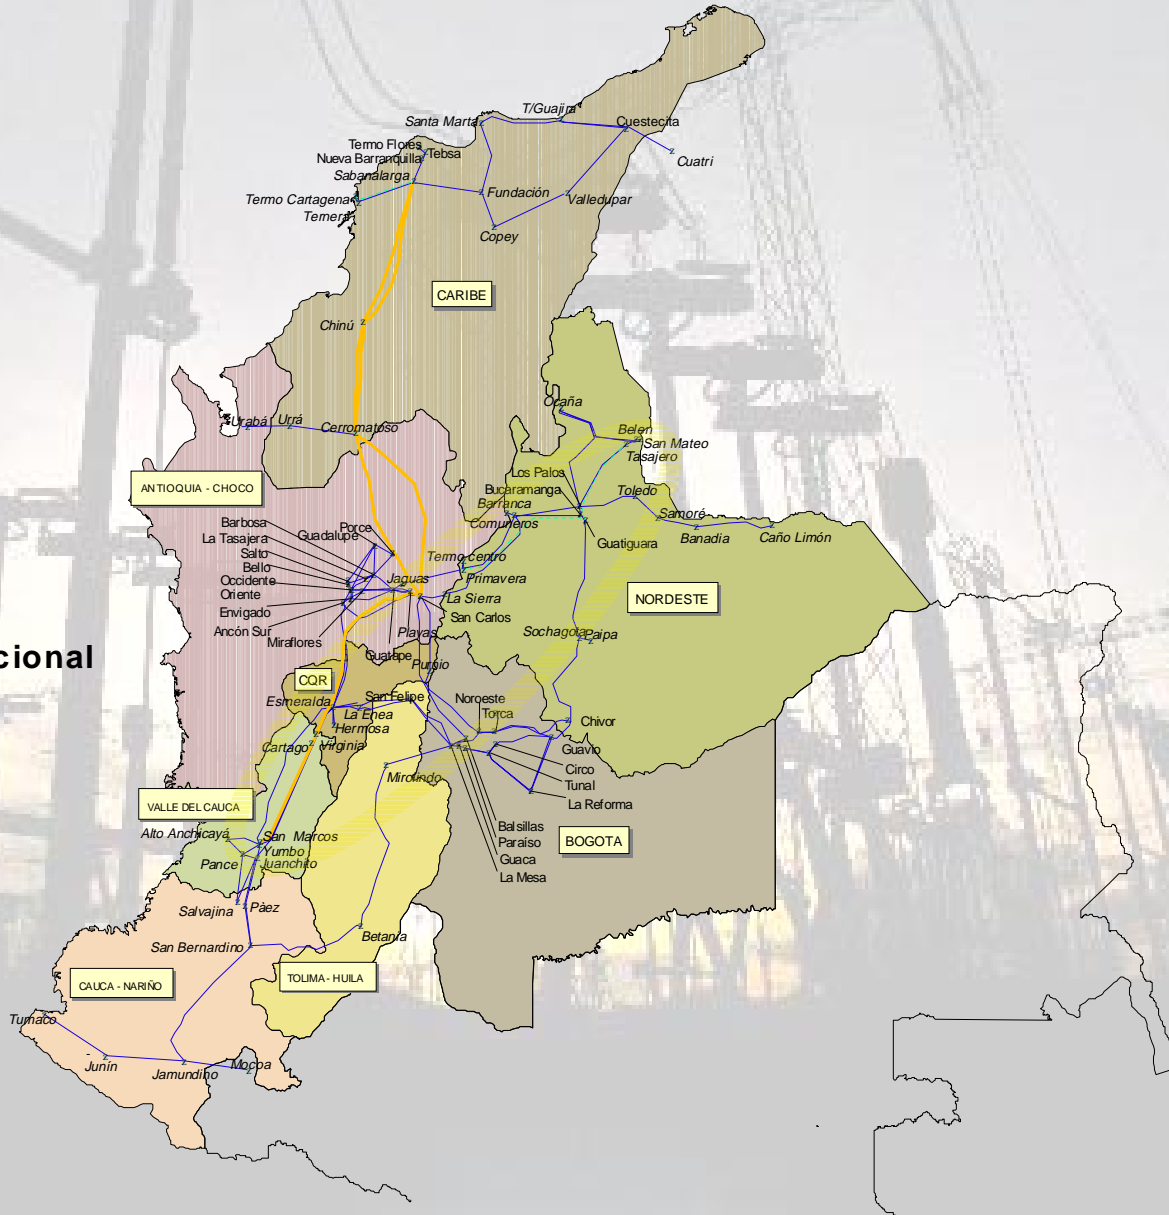 T/Guajira
Santa Marta
Cuestecita
Termo Flores
Tebsa
Nueva Barranquilla
Cuatri
Sabanalarga
Fundación
Valledupar
Termo Cartagena
Ternera
Copey
CARIBE
Chinú
Ocaña
Urabá
Urrá
Cerromatoso
Belen
San Mateo
Tasajero
Los Palos
ANTIOQUIA - CHOCO
Bucaramanga
Toledo
Barranca
Samoré
Comuneros
Banadia
Caño Limón
Barbosa
Porce
Guadalupe
La Tasajera
Guatiguara
Salto
Termo centro
Bello
Occidente
Jaguas
Primavera
Oriente
La Sierra
NORDESTE
Envigado
San Carlos
Ancón Sur
Playas
Sochagota
Paipa
Miraflores
cional
Guatape
Purnio
CQR
San Felipe
Esmeralda
Noroeste
La Enea
Torca
Chivor
Hermosa
Cartago
Virginia
Guavio
Circo
Mirolindo
Tunal
La Reforma
VALLE DEL CAUCA
Balsillas
Alto Anchicayá
San Marcos
Paraiso
BOGOTA
Yumbo
Pance
Juanchito
Guaca
La Mesa
Salvajina
Pàez
Betania
San Bernardino
TOLIMA - HUILA
CAUCA - NARIÑO
Tumaco
Junín
Jamundino
Mocoa